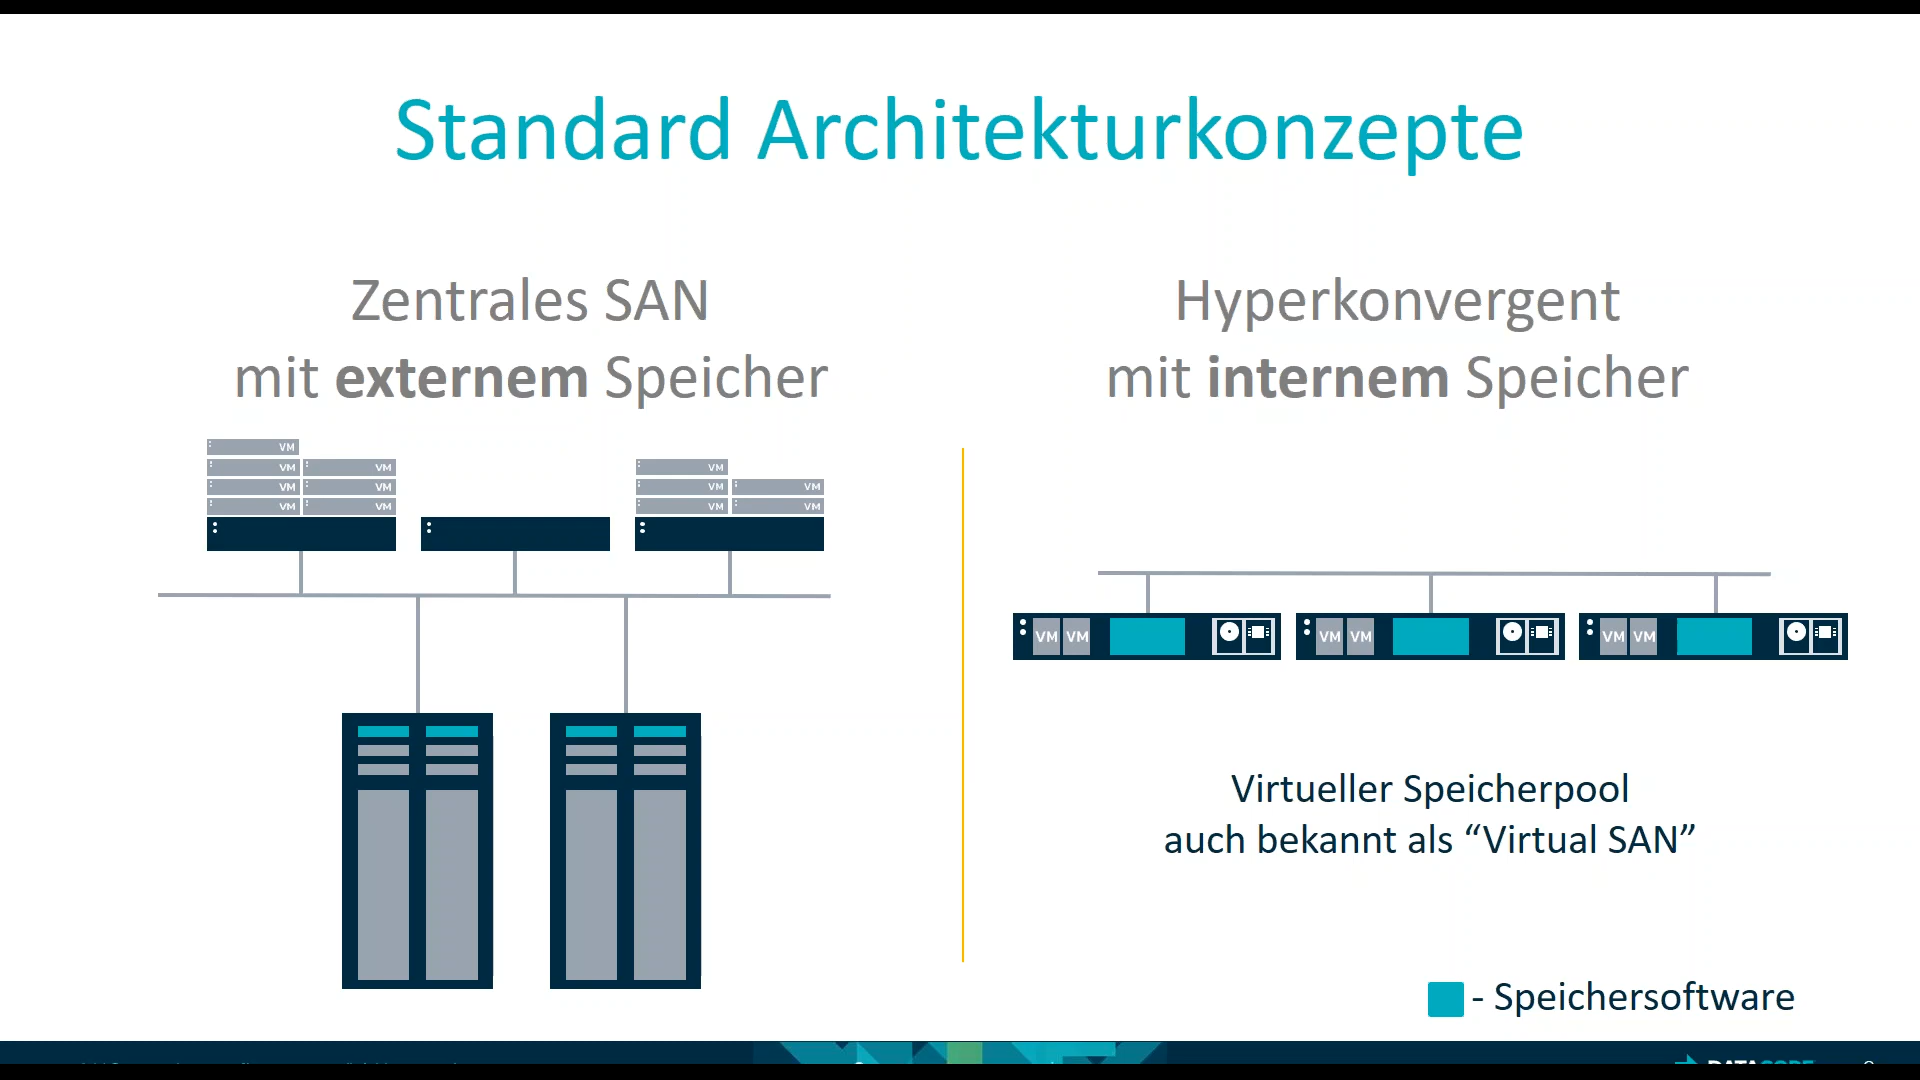 Standard Architekturkonzepte
Zentrales SAN
mit externem Speicher
VM
VM VM
VM VM
VM VM
VM
VM VM
VM VM
Hyperkonvergent
mit internem Speicher
VM VM
VM VM
VM VM
Virtueller Speicherpool
auch bekannt als “Virtual SAN”
- Speichersoftware
DATACORE